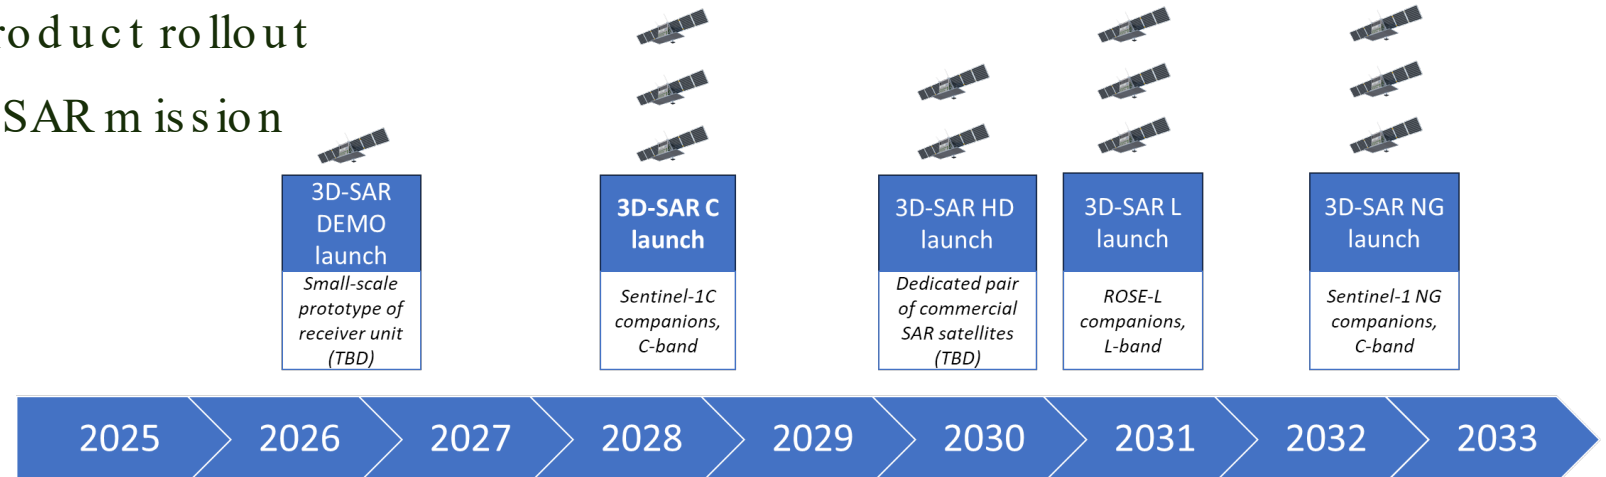 roduct rollout
SAR mission
3D-SAR
DEMO
launch
Small-scale
prototype of
receiver unit
(TBD)
3D-SAR C
launch
Sentinel-1C
companions,
C-band
3D-SAR HD
launch
Dedicated pair
of commercial
SAR satellites
(TBD)
3D-SAR L
launch
ROSE-L
companions,
L-band
3D-SAR NG
launch
Sentinel-1 NG
companions,
C-band
2025 2026 2027 2028 2029 2030 2031 2032 2033